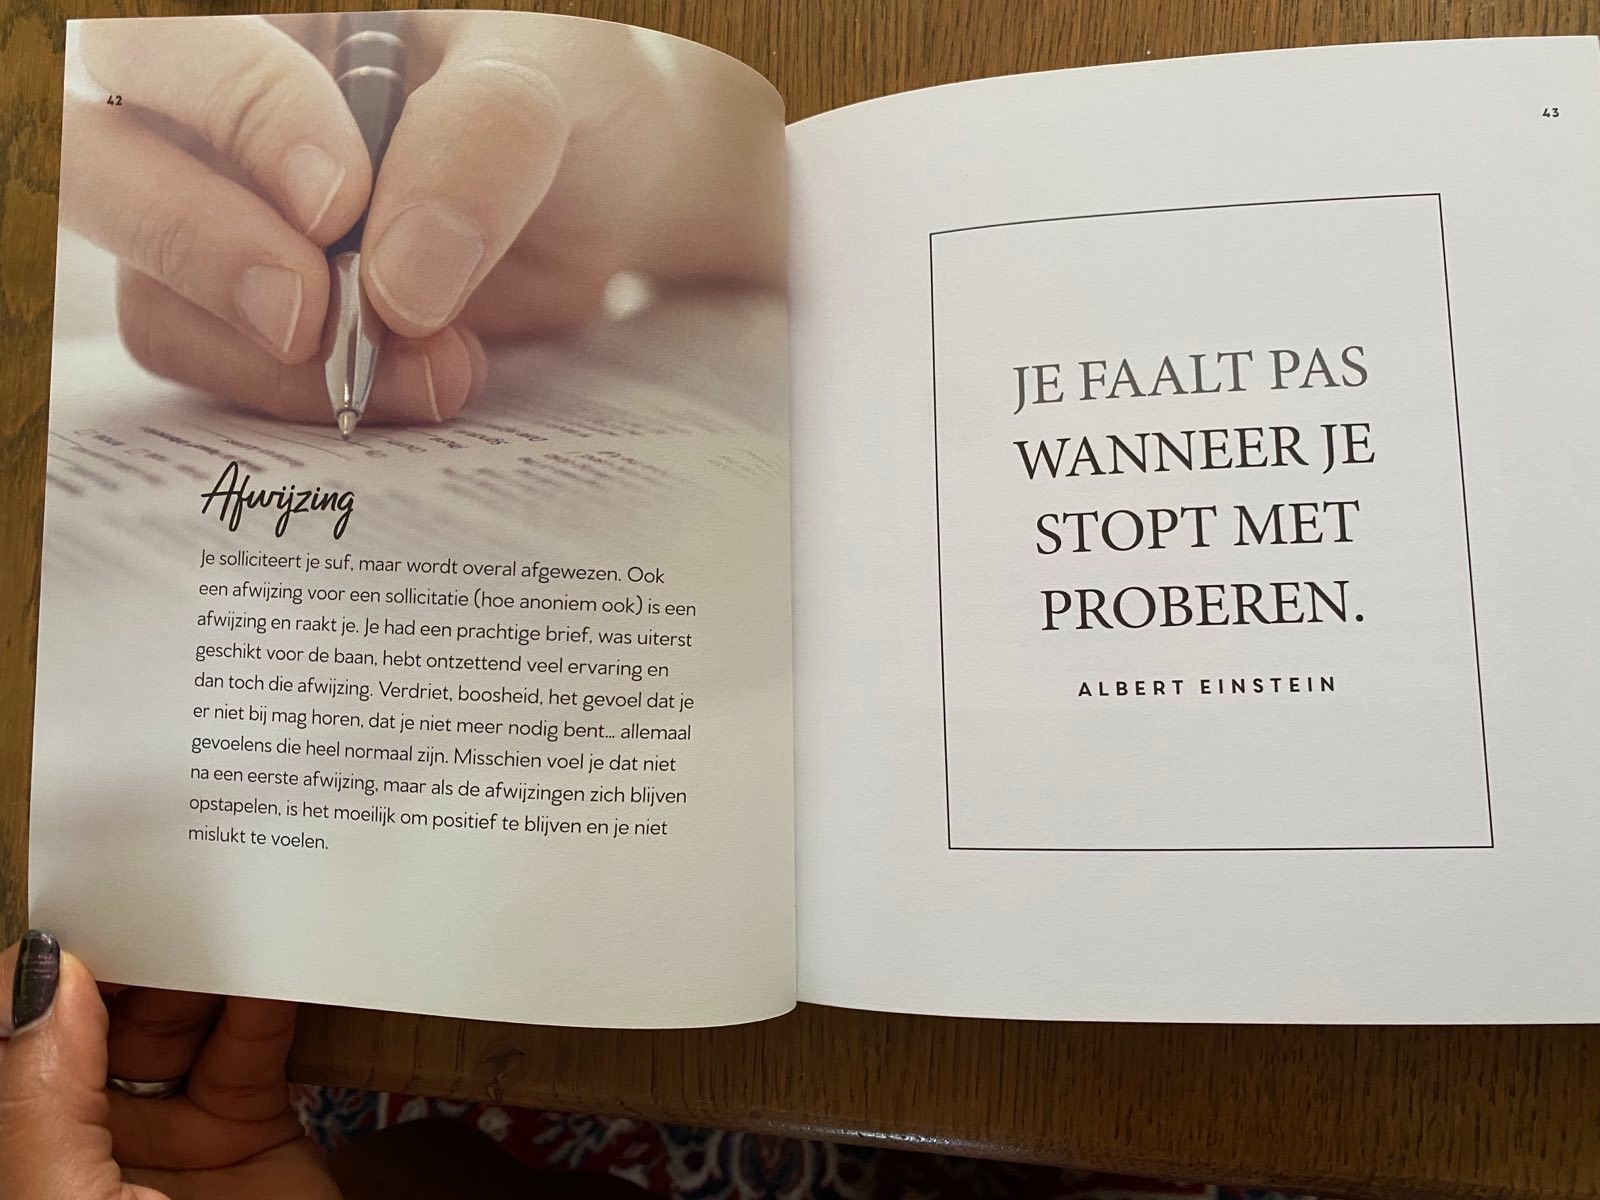 42
Afwijzing
Je solliciteert je suf, maar wordt overal afgewezen. Ook
een afwijzing voor een sollicitatie (hoe anoniem ook) is een
afwijzing en raakt je. Je had een prachtige brief, was uiterst
geschikt voor de baan, hebt ontzettend veel ervaring en
dan toch die afwijzing. Verdriet, boosheid, het gevoel dat je
er niet bij mag horen, dat je niet meer nodig bent... allemaal
gevoelens die heel normaal zijn. Misschien voel je dat niet
na een eerste afwijzing, maar als de afwijzingen zich blijven
opstapelen, is het moeilijk om positief te blijven en je niet
mislukt te voelen.
43
JE FAALT PAS
WANNEER JE
STOPT MET
PROBEREN.
ALBERT EINSTEIN